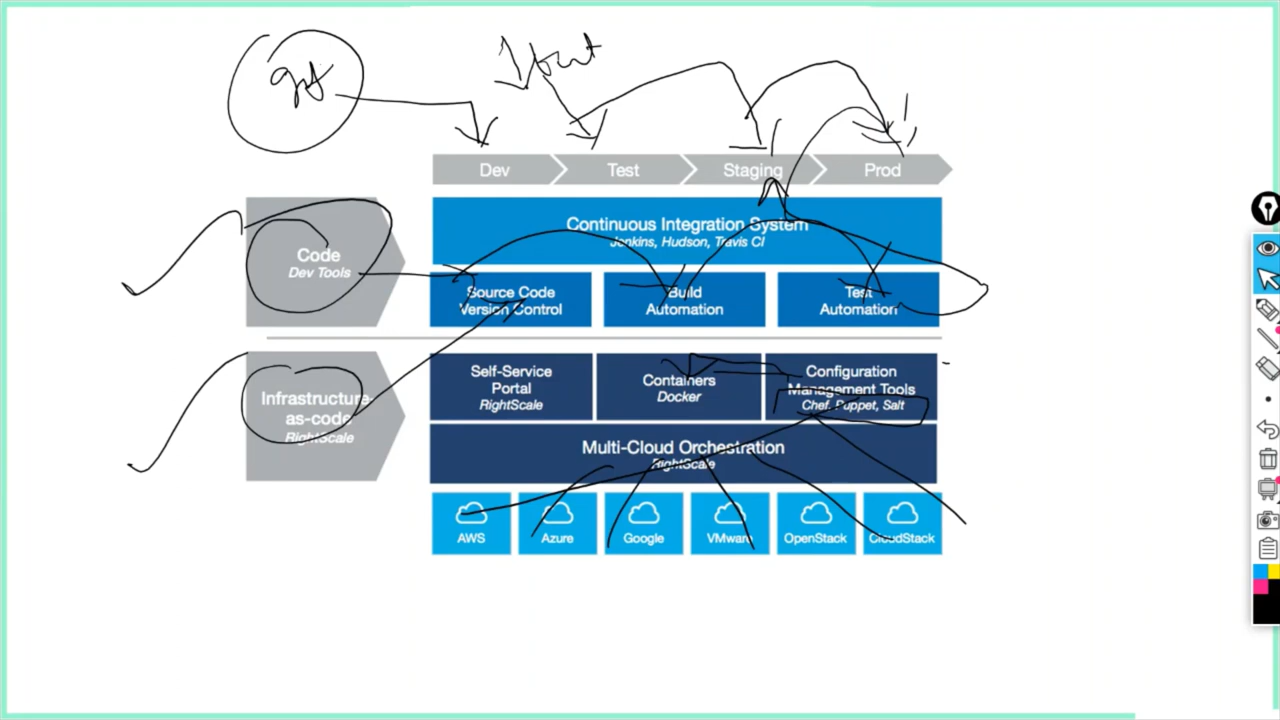 git
Dev
Test
Staging
Prod
Code
Dev Tools
Continuous Integration System
Jenkins, Hudson, Travis CI
Source Code
Version Control
Build
Automation
Test
Automation
Infrastructure-
as-code
RightScale
Self-Service
Portal
RightScale
Containers
Docker
Configuration
Management Tools
Chef, Puppet, Salt
Multi-Cloud Orchestration
RightScale
AWS
Azure
Google
VMware
OpenStack
CloudStack